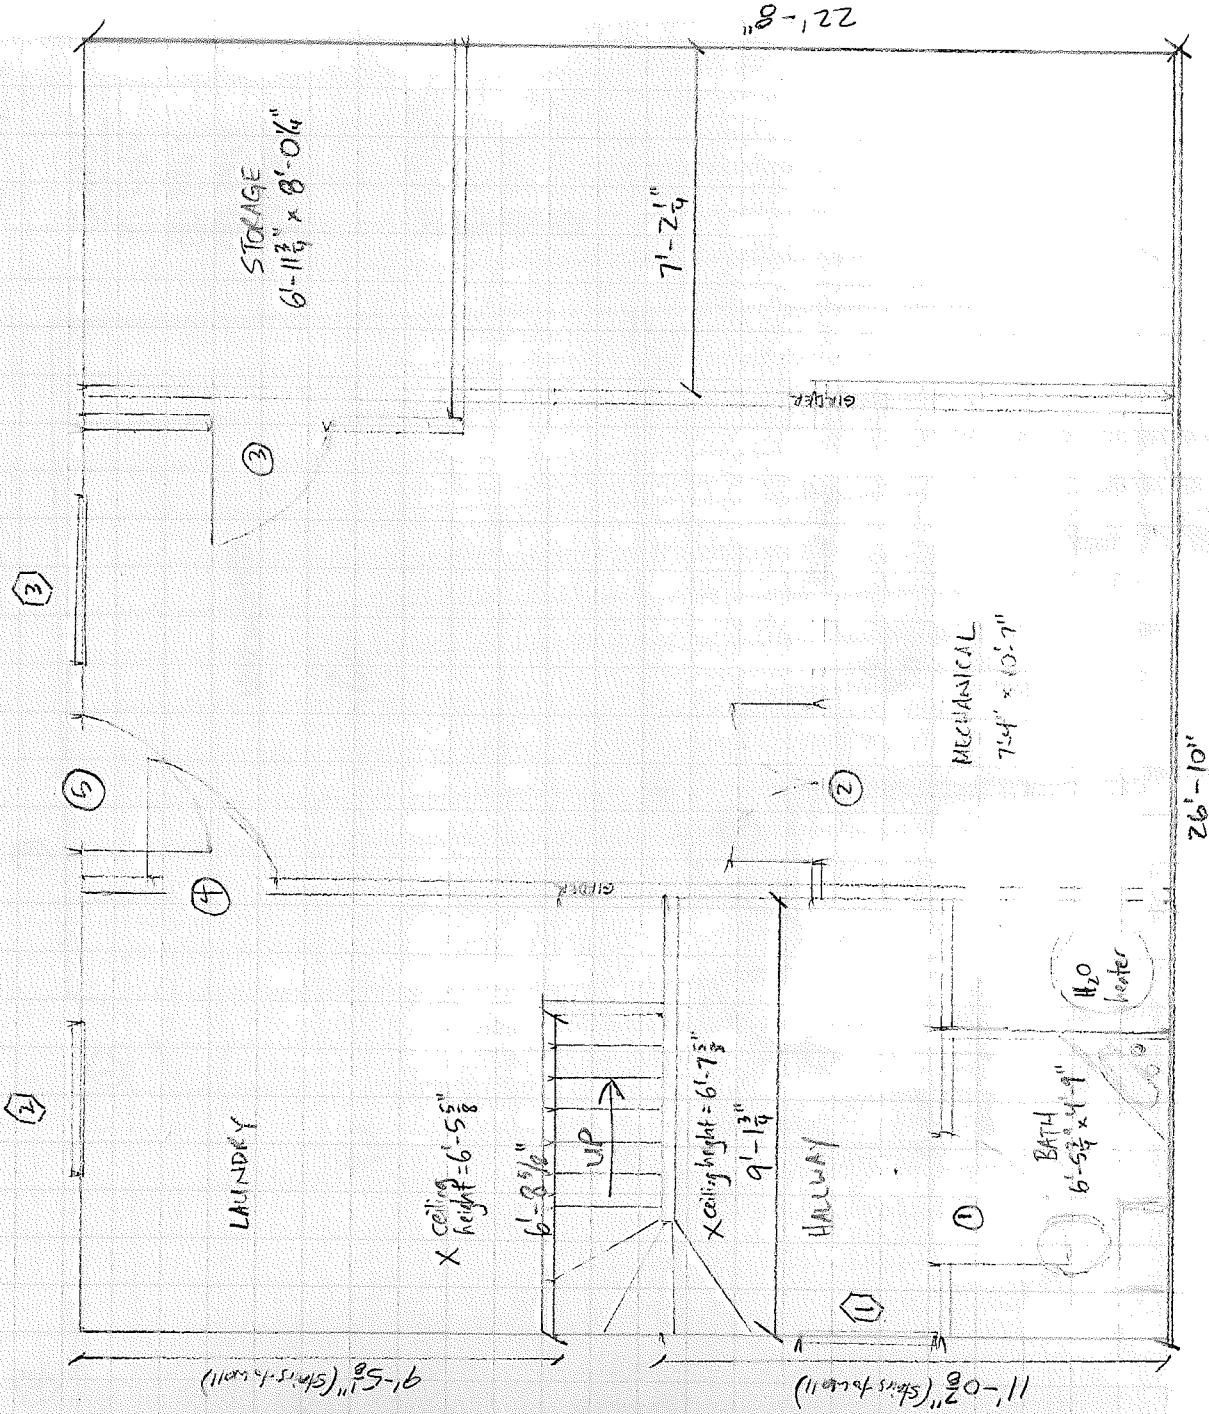 22'-8"
STORAGE
6'-11¾" x 8'-0¼"
7'-2¼"
GIRDER
3
3
5
4
2
MECHANICAL
7'-4" x 10'-7"
26'-10"
GIRDER
2
LAUNDRY
X ceiling
height = 6'-5⅝"
6'-8⅝"
UP
X ceiling height = 6'-7⅝"
9'-1¾"
HALLWAY
1
1
BATH
6'-5¾" x 4'-9"
H₂O
heater
9'-5⅛" (stairs to wall)
11'-0⅞" (stairs to wall)